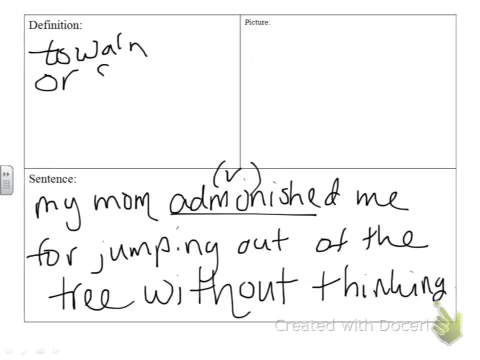 Definition:
to warn
or s
Picture:
Sentence:
(v.)
my mom admonished me
for jumping out of the
tree without thinking
Created with Doceri